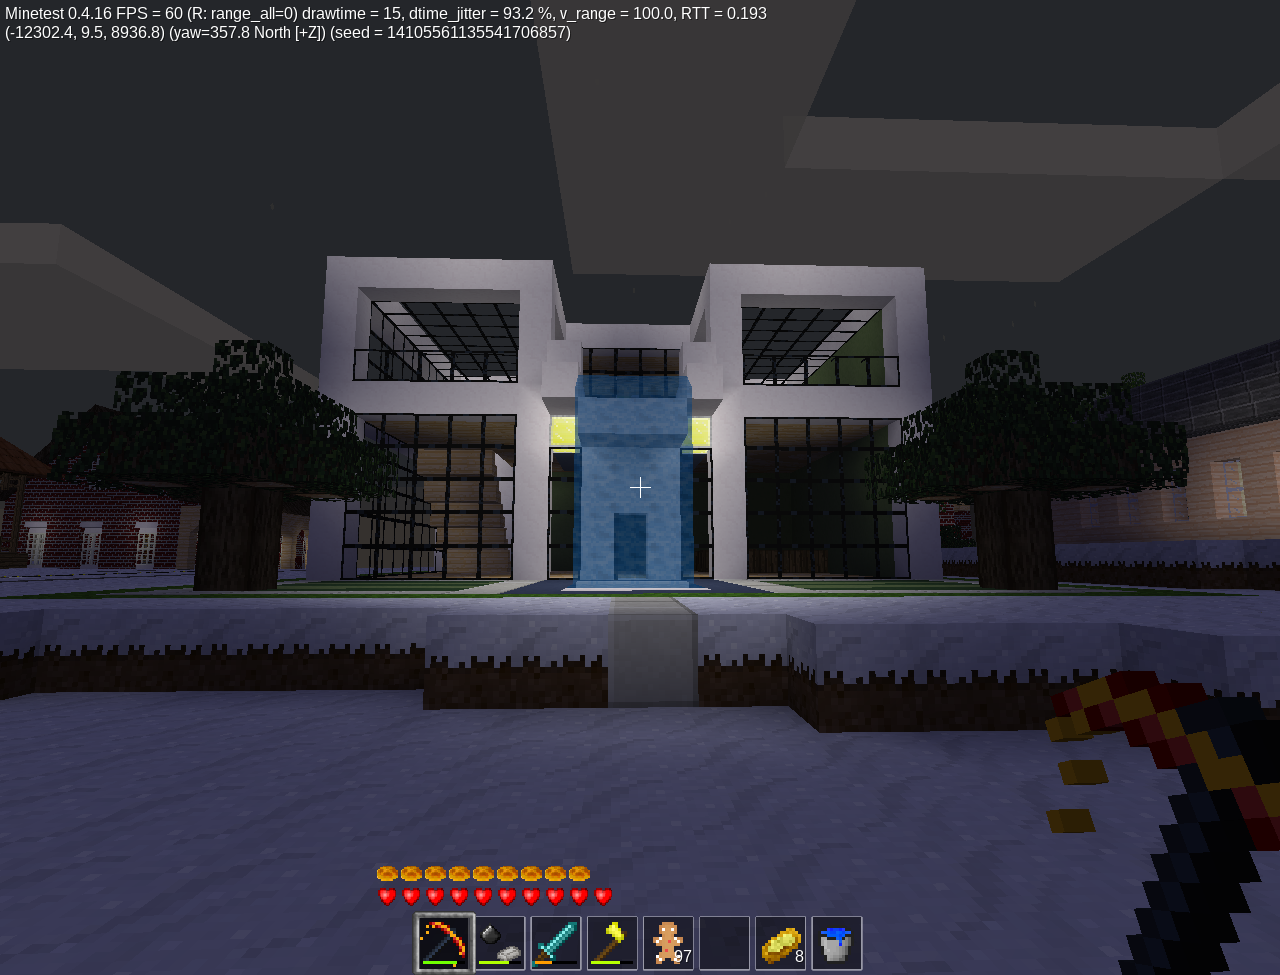 Minetest 0.4.16 FPS = 60 (R: range_all=0) drawtime = 15, dtime_jitter = 93.2 %, v_range = 100.0, RTT = 0.193
(-12302.4, 9.5, 8936.8) (yaw=357.8 North [+Z]) (seed = 14105561135541706857)
97
8